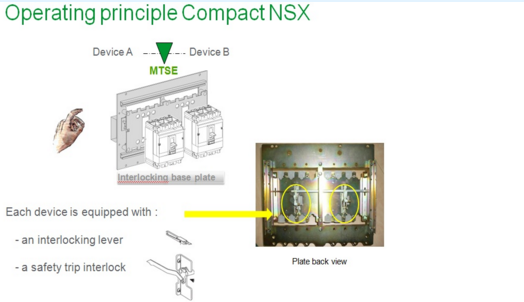 Operating principle Compact NSX
Device A
Device B
MTSE
Interlocking base plate
Each device is equipped with :
- an interlocking lever
- a safety trip interlock
Plate back view